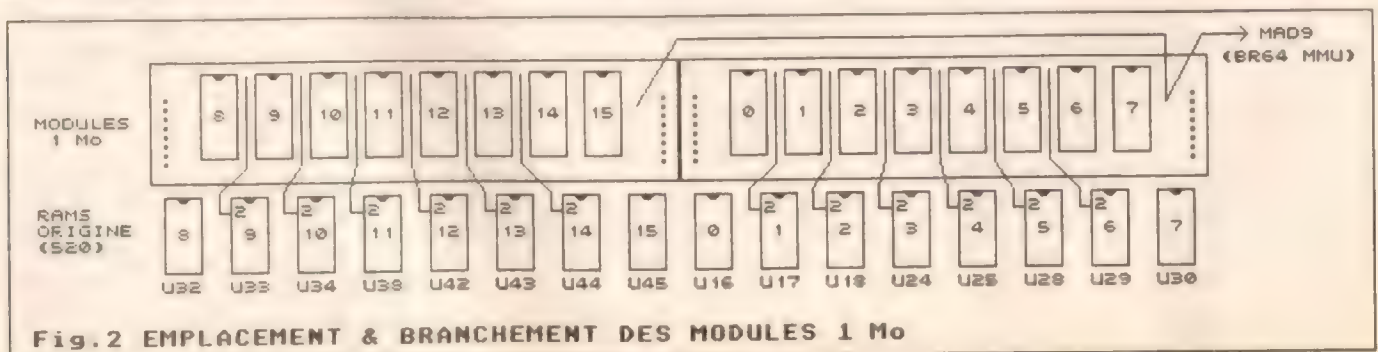 → MAD9
(BR64 MMU)
MODULES
1 Mo
8 9 10 11 12 13 14 15 0 1 2 3 4 5 6 7
RAMS
ORIGINE
(520)
2 2 2 2 2 2 2 2 2 2 2 2
8 9 10 11 12 13 14 15 0 1 2 3 4 5 6 7
U32 U33 U34 U38 U42 U43 U44 U45 U16 U17 U18 U24 U25 U28 U29 U30
Fig.2 EMPLACEMENT & BRANCHEMENT DES MODULES 1 Mo